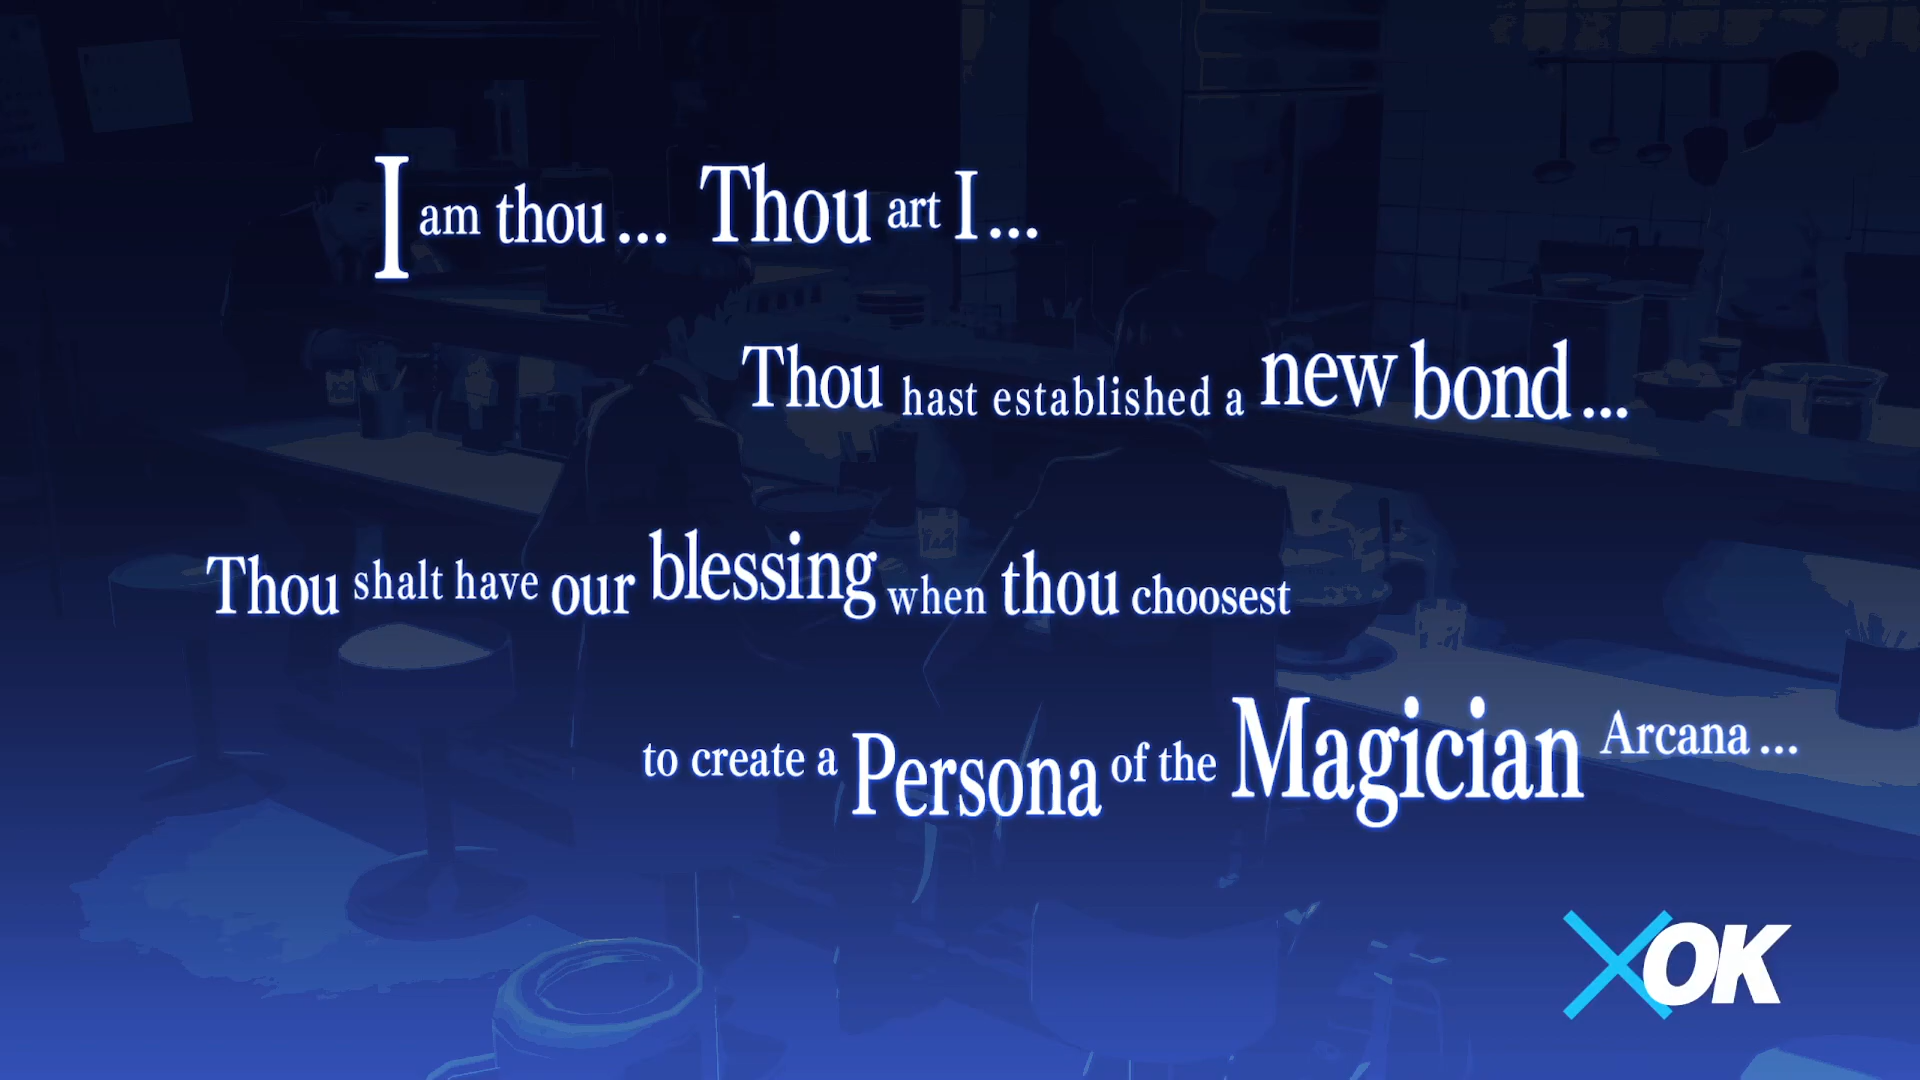 I am thou... Thou art I...
Thou hast established a new bond...
Thou shalt have our blessing when thou choosest
to create a Persona of the Magician Arcana...
OK